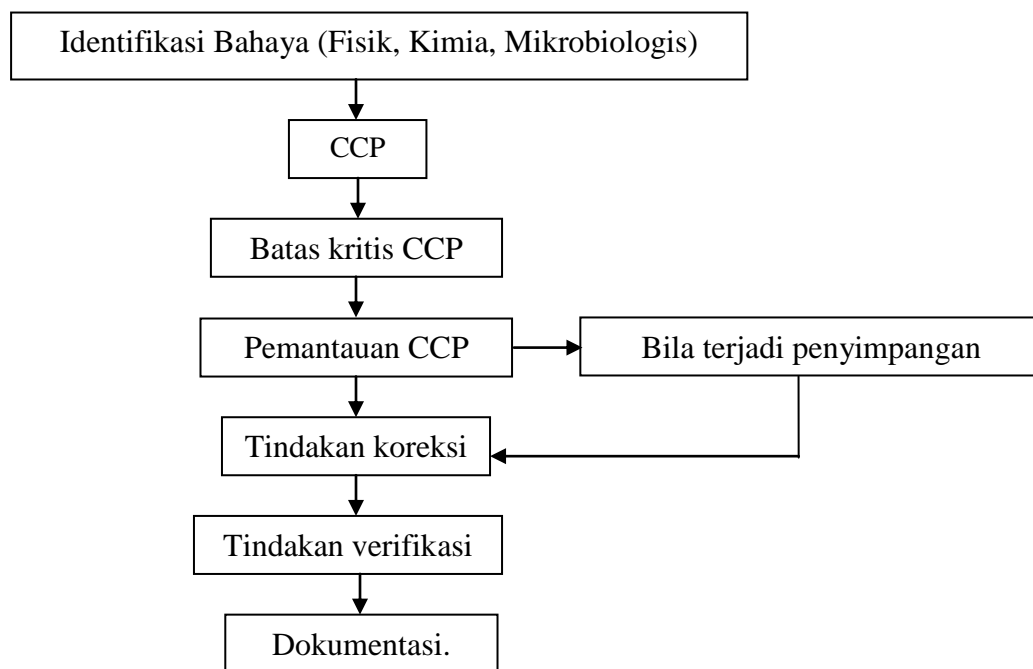 Identifikasi Bahaya (Fisik, Kimia, Mikrobiologis)
CCP
Batas kritis CCP
Pemantauan CCP
Bila terjadi penyimpangan
Tindakan koreksi
Tindakan verifikasi
Dokumentasi.